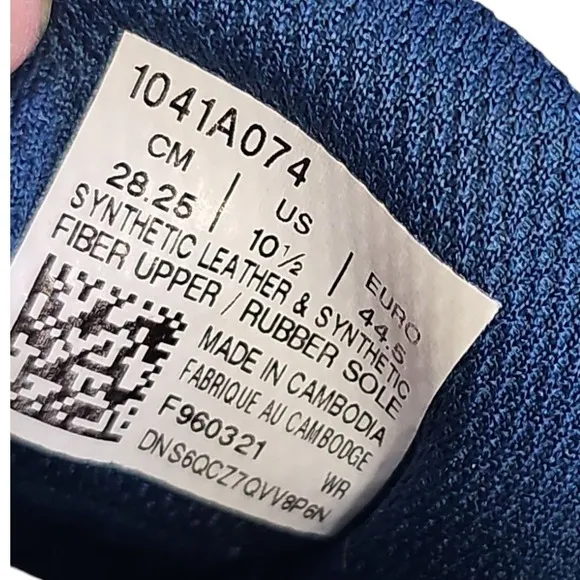 1041A074
CM | US | EURO
28.25 10½ 44.5
SYNTHETIC LEATHER & SYNTHETIC
FIBER UPPER / RUBBER SOLE
MADE IN CAMBODIA
FABRIQUE AU CAMBODGE
F960321 WR
DNS6QCZ7QVV8P6N